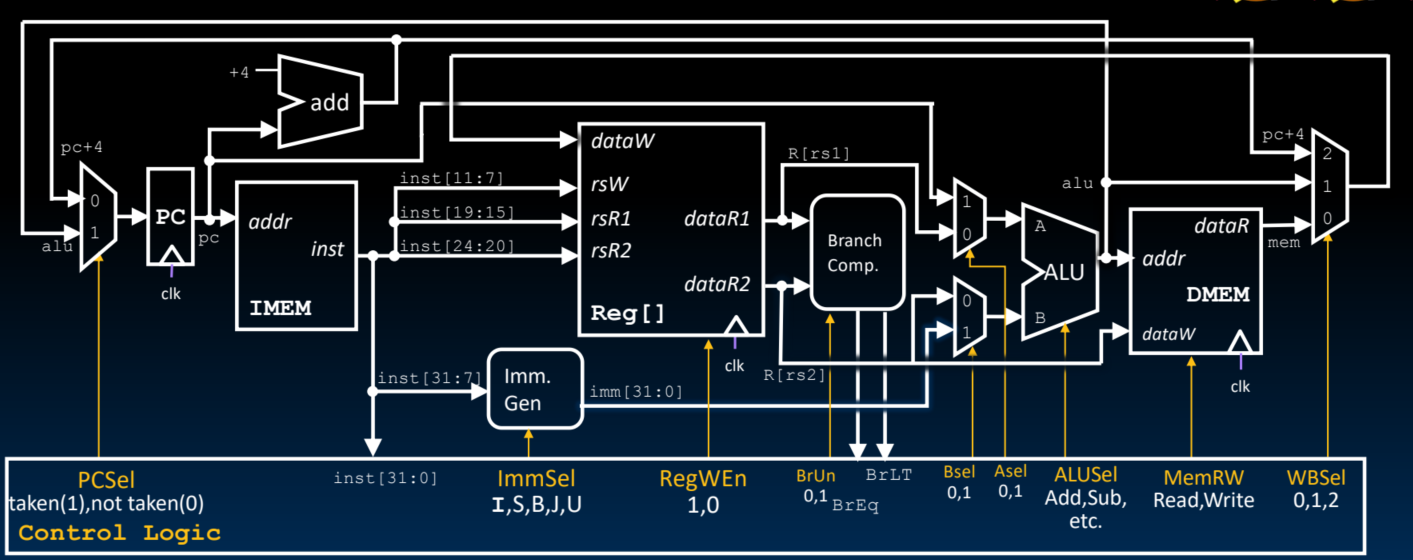 +4
add
pc+4
0
1
alu
PC
clk
pc
addr
inst
IMEM
inst[11:7]
inst[19:15]
inst[24:20]
inst[31:7]
inst[31:0]
Imm.
Gen
imm[31:0]
dataW
rsW
rsR1
rsR2
dataR1
dataR2
Reg[]
clk
R[rs1]
R[rs2]
Branch
Comp.
1
0
0
1
A
B
ALU
alu
addr
dataR
DMEM
dataW
clk
mem
pc+4
2
1
0
PCSel
taken(1),not taken(0)
Control Logic
ImmSel
I,S,B,J,U
RegWEn
1,0
BrUn
0,1
BrEq
BrLT
Bsel
0,1
Asel
0,1
ALUSel
Add,Sub,
etc.
MemRW
Read,Write
WBSel
0,1,2